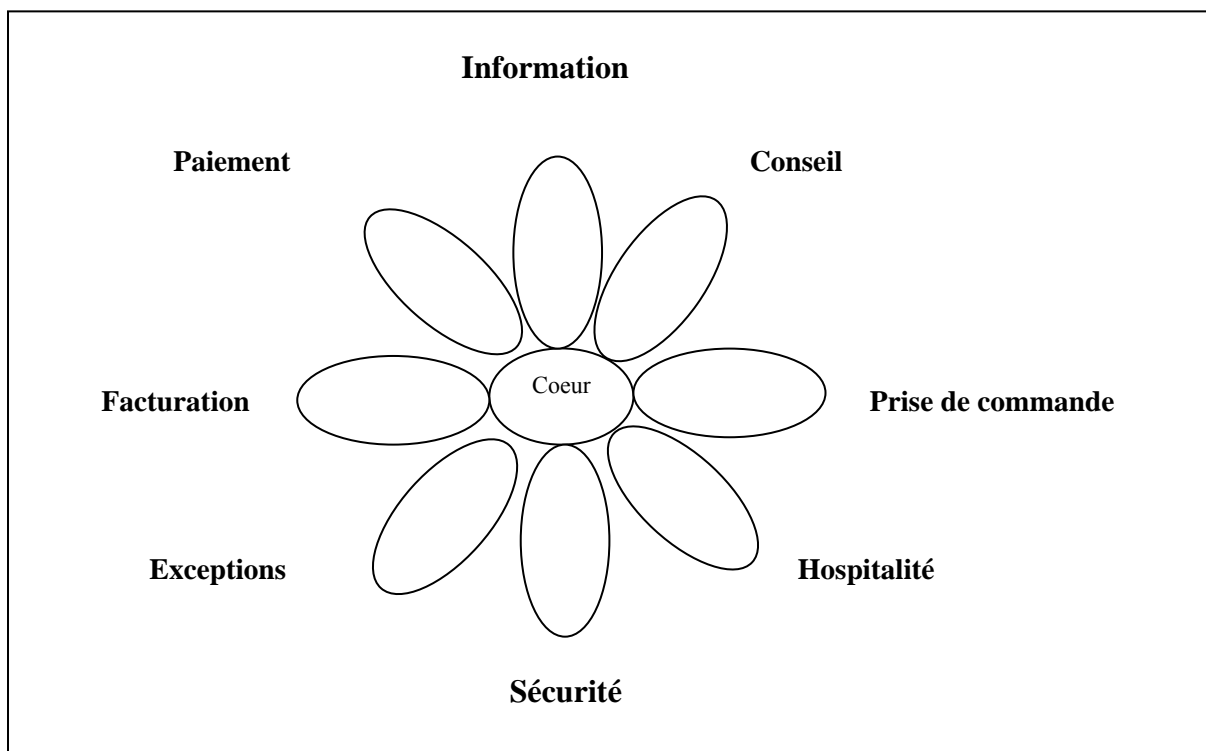 Information
Paiement
Conseil
Coeur
Facturation
Prise de commande
Exceptions
Hospitalité
Sécurité